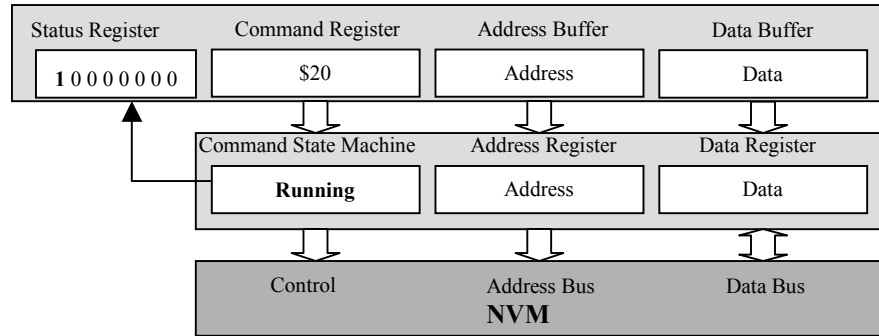 Status Register Command Register Address Buffer Data Buffer
1 0 0 0 0 0 0 0 $20 Address Data
Command State Machine Address Register Data Register
Running Address Data
Control Address Bus Data Bus
NVM